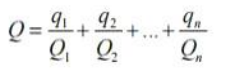 Q = q₁/Q₁ + q₂/Q₂ + ... + qₙ/Qₙ